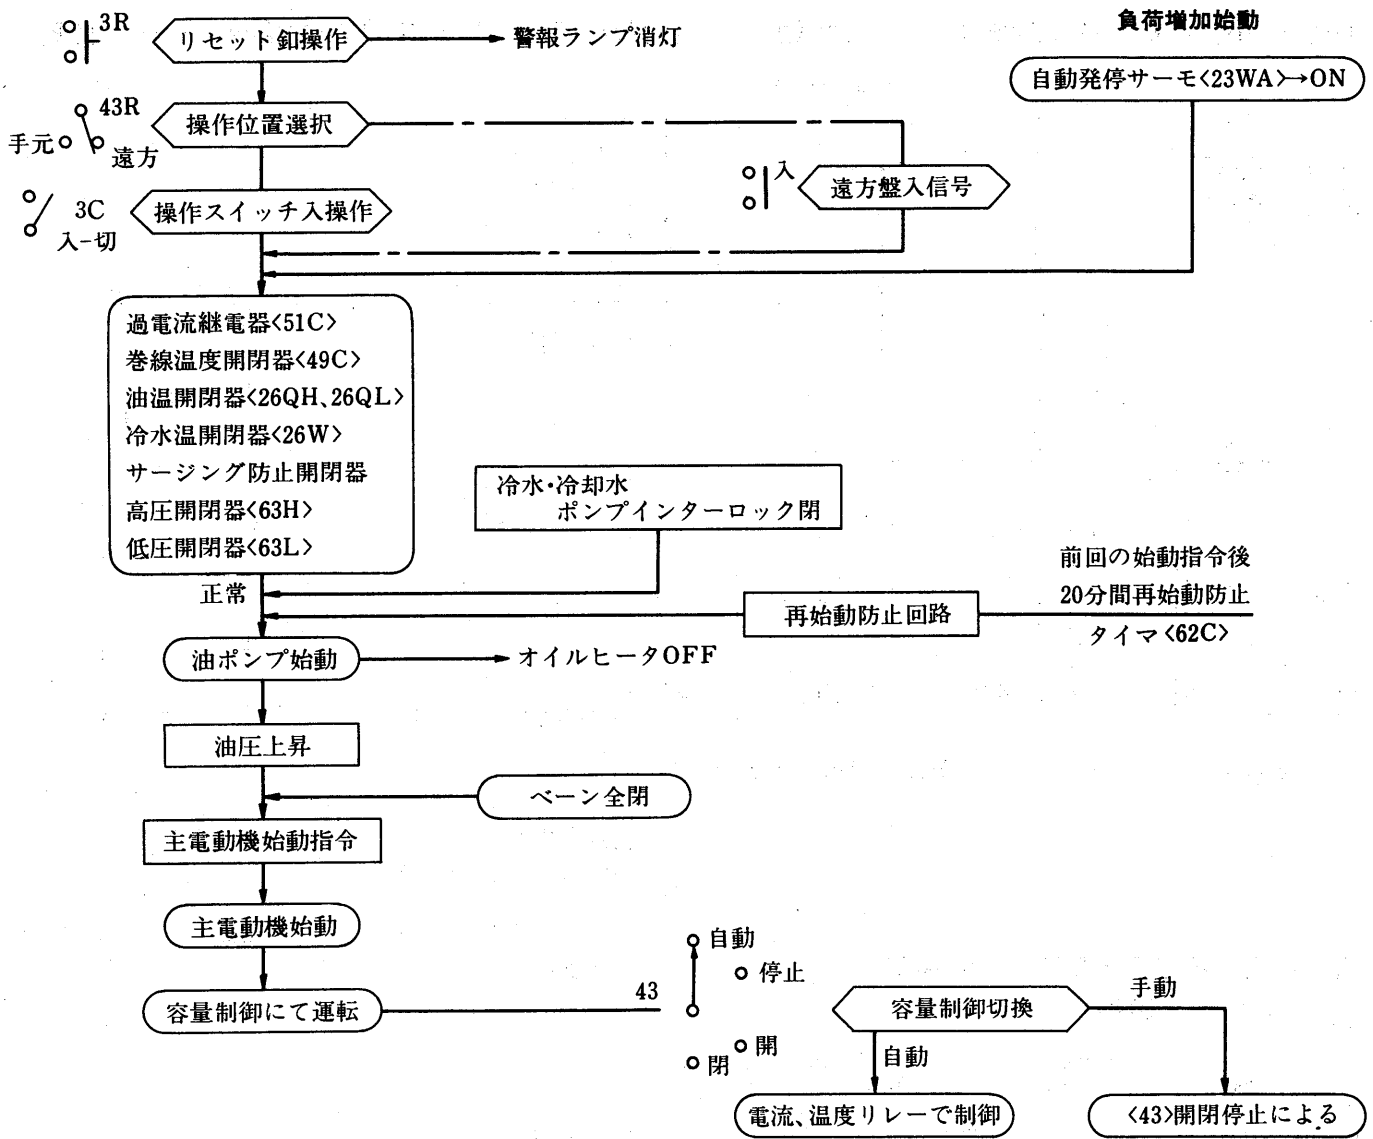 負荷増加始動
3R
リセット釦操作
警報ランプ消灯
自動発停サーモ<23WA>→ON
43R
操作位置選択
手元
遠方
入
遠方盤入信号
3C
入-切
操作スイッチ入操作
過電流継電器<51C>
巻線温度開閉器<49C>
油温開閉器<26QH、26QL>
冷水温開閉器<26W>
サージング防止開閉器
高圧開閉器<63H>
低圧開閉器<63L>
冷水・冷却水
ポンプインターロック閉
正常
前回の始動指令後
20分間再始動防止
タイマ<62C>
再始動防止回路
油ポンプ始動
オイルヒータOFF
油圧上昇
ベーン全閉
主電動機始動指令
主電動機始動
容量制御にて運転
43
自動
停止
開
閉
容量制御切換
手動
自動
電流、温度リレーで制御
<43>開閉停止による